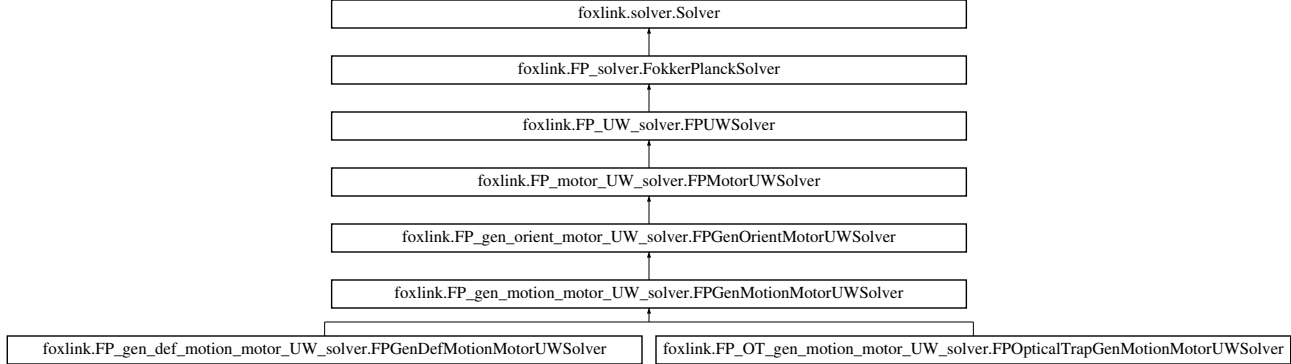 foxlink.solver.Solver
foxlink.FP_solver.FokkerPlanckSolver
foxlink.FP_UW_solver.FPUWSolver
foxlink.FP_motor_UW_solver.FPMotorUWSolver
foxlink.FP_gen_orient_motor_UW_solver.FPGenOrientMotorUWSolver
foxlink.FP_gen_motion_motor_UW_solver.FPGenMotionMotorUWSolver
foxlink.FP_gen_def_motion_motor_UW_solver.FPGenDefMotionMotorUWSolver
foxlink.FP_OT_gen_motion_motor_UW_solver.FPOpticalTrapGenMotionMotorUWSolver